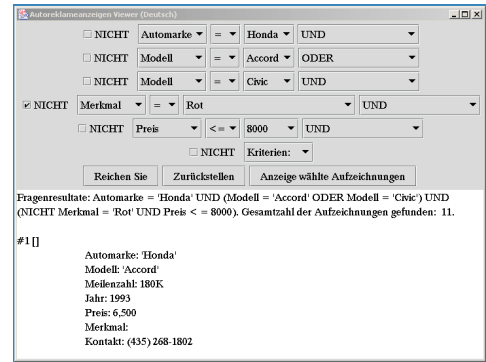 Autoreklameanzeigen Viewer (Deutsch)
NICHT Automarke = Honda UND
NICHT Modell = Accord ODER
NICHT Modell = Civic UND
NICHT Merkmal = Rot UND
NICHT Preis <= 8000 UND
NICHT Kriterien:
Reichen Sie Zurückstellen Anzeige wählte Aufzeichnungen
Fragenresultate: Automarke = 'Honda' UND (Modell = 'Accord' ODER Modell = 'Civic') UND
(NICHT Merkmal = 'Rot' UND Preis < = 8000). Gesamtzahl der Aufzeichnungen gefunden: 11.
#1 []
Automarke: 'Honda'
Modell: 'Accord'
Meilenzahl: 180K
Jahr: 1993
Preis: 6,500
Merkmal:
Kontakt: (435) 268-1802